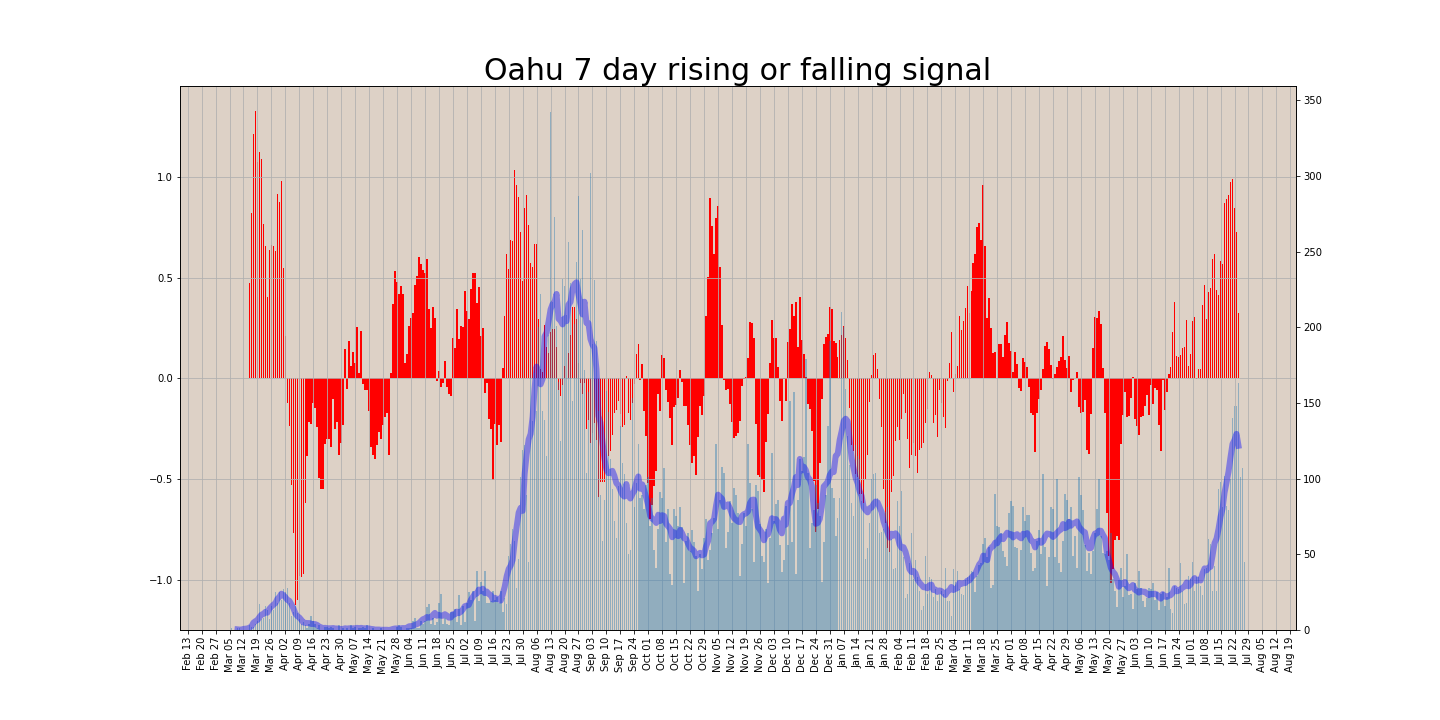 Oahu 7 day rising or falling signal
1.0
0.5
0.0
−0.5
−1.0
350
300
250
200
150
100
50
0
Feb 13
Feb 20
Feb 27
Mar 05
Mar 12
Mar 19
Mar 26
Apr 02
Apr 09
Apr 16
Apr 23
Apr 30
May 07
May 14
May 21
May 28
Jun 04
Jun 11
Jun 18
Jun 25
Jul 02
Jul 09
Jul 16
Jul 23
Jul 30
Aug 06
Aug 13
Aug 20
Aug 27
Sep 03
Sep 10
Sep 17
Sep 24
Oct 01
Oct 08
Oct 15
Oct 22
Oct 29
Nov 05
Nov 12
Nov 19
Nov 26
Dec 03
Dec 10
Dec 17
Dec 24
Dec 31
Jan 07
Jan 14
Jan 21
Jan 28
Feb 04
Feb 11
Feb 18
Feb 25
Mar 04
Mar 11
Mar 18
Mar 25
Apr 01
Apr 08
Apr 15
Apr 22
Apr 29
May 06
May 13
May 20
May 27
Jun 03
Jun 10
Jun 17
Jun 24
Jul 01
Jul 08
Jul 15
Jul 22
Jul 29
Aug 05
Aug 12
Aug 19